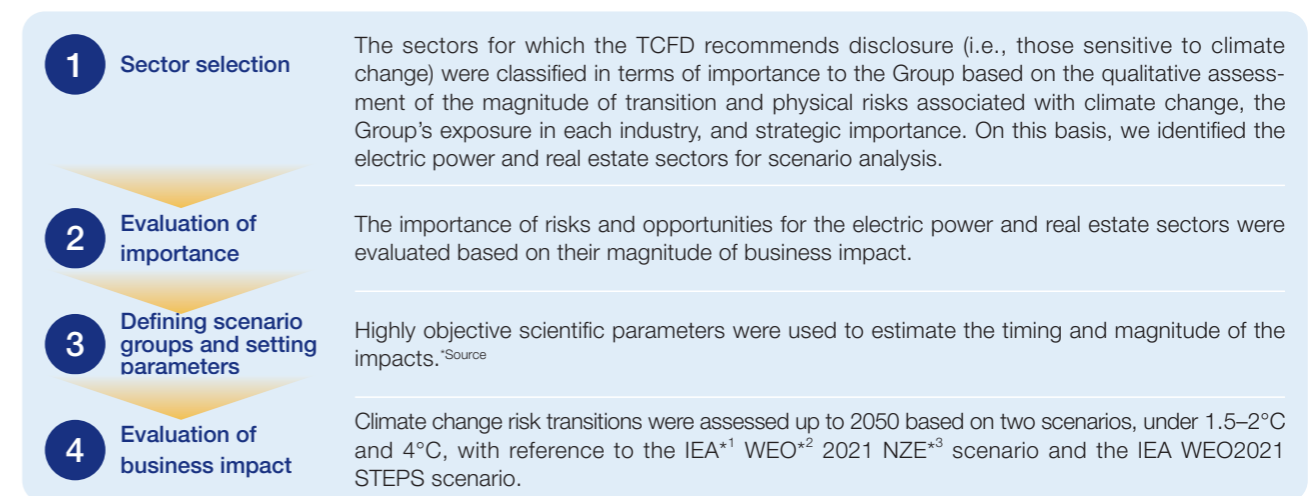 1
Sector selection
The sectors for which the TCFD recommends disclosure (i.e., those sensitive to climate
change) were classified in terms of importance to the Group based on the qualitative assess-
ment of the magnitude of transition and physical risks associated with climate change, the
Group's exposure in each industry, and strategic importance. On this basis, we identified the
electric power and real estate sectors for scenario analysis.
2
Evaluation of
importance
The importance of risks and opportunities for the electric power and real estate sectors were
evaluated based on their magnitude of business impact.
3
Defining scenario
groups and setting
parameters
Highly objective scientific parameters were used to estimate the timing and magnitude of the
impacts.*Source
4
Evaluation of
business impact
Climate change risk transitions were assessed up to 2050 based on two scenarios, under 1.5–2°C
and 4°C, with reference to the IEA*1 WEO*2 2021 NZE*3 scenario and the IEA WEO2021
STEPS scenario.